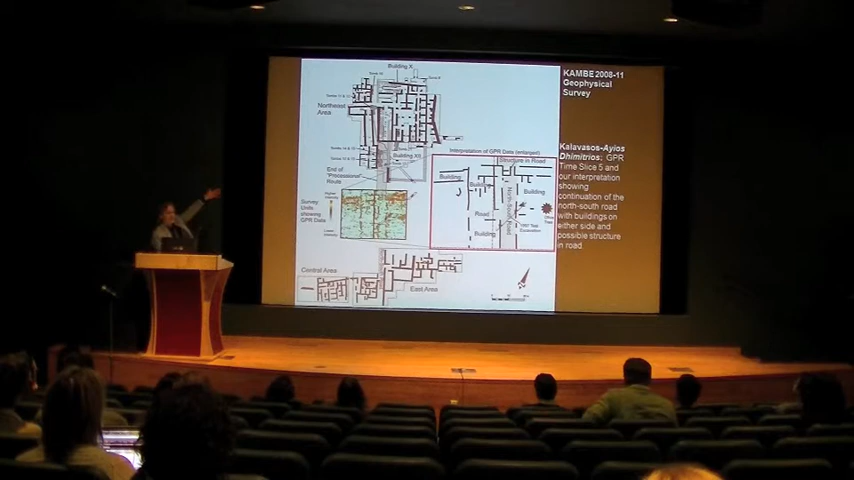 Building X
Northeast
Area
Building XII
End of
"Processional"
Route
Survey
Units
showing
GPR Data
Interpretation of GPR Data (enlarged)
Structure in Road
Building
Building
Building
Road
North-South Road
Building
Central Area
East Area
KAMBE 2008-11
Geophysical
Survey
Kalavasos-Ayios
Dhimitrios: GPR
Time Slice 5 and
our interpretation
showing
continuation of the
north-south road
with buildings on
either side and
possible structure
in road